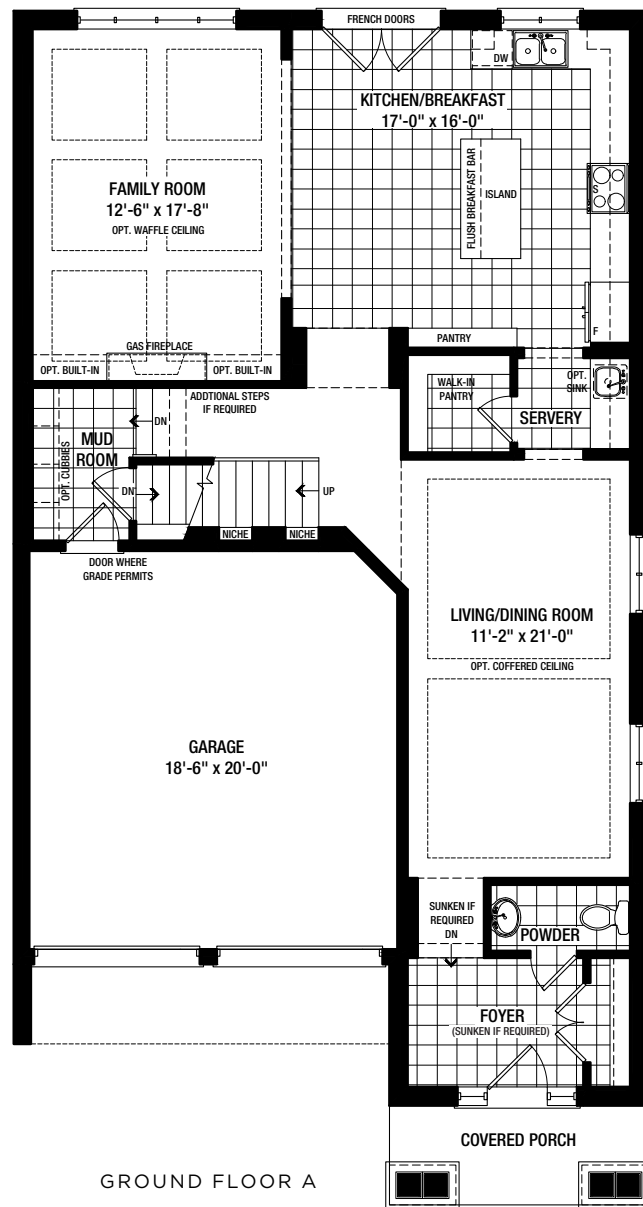 FRENCH DOORS
DW
KITCHEN/BREAKFAST
17'-0" x 16'-0"
FLUSH BREAKFAST BAR
ISLAND
S
FAMILY ROOM
12'-6" x 17'-8"
OPT. WAFFLE CEILING
F
GAS FIREPLACE
OPT. BUILT-IN
OPT. BUILT-IN
PANTRY
WALK-IN
PANTRY
OPT.
SINK
SERVERY
ADDTIONAL STEPS
IF REQUIRED
DN
MUD
ROOM
OPT. CUBBIES
DN
UP
NICHE
NICHE
DOOR WHERE
GRADE PERMITS
LIVING/DINING ROOM
11'-2" x 21'-0"
OPT. COFFERED CEILING
GARAGE
18'-6" x 20'-0"
SUNKEN IF
REQUIRED
DN
POWDER
FOYER
(SUNKEN IF REQUIRED)
COVERED PORCH
GROUND FLOOR A